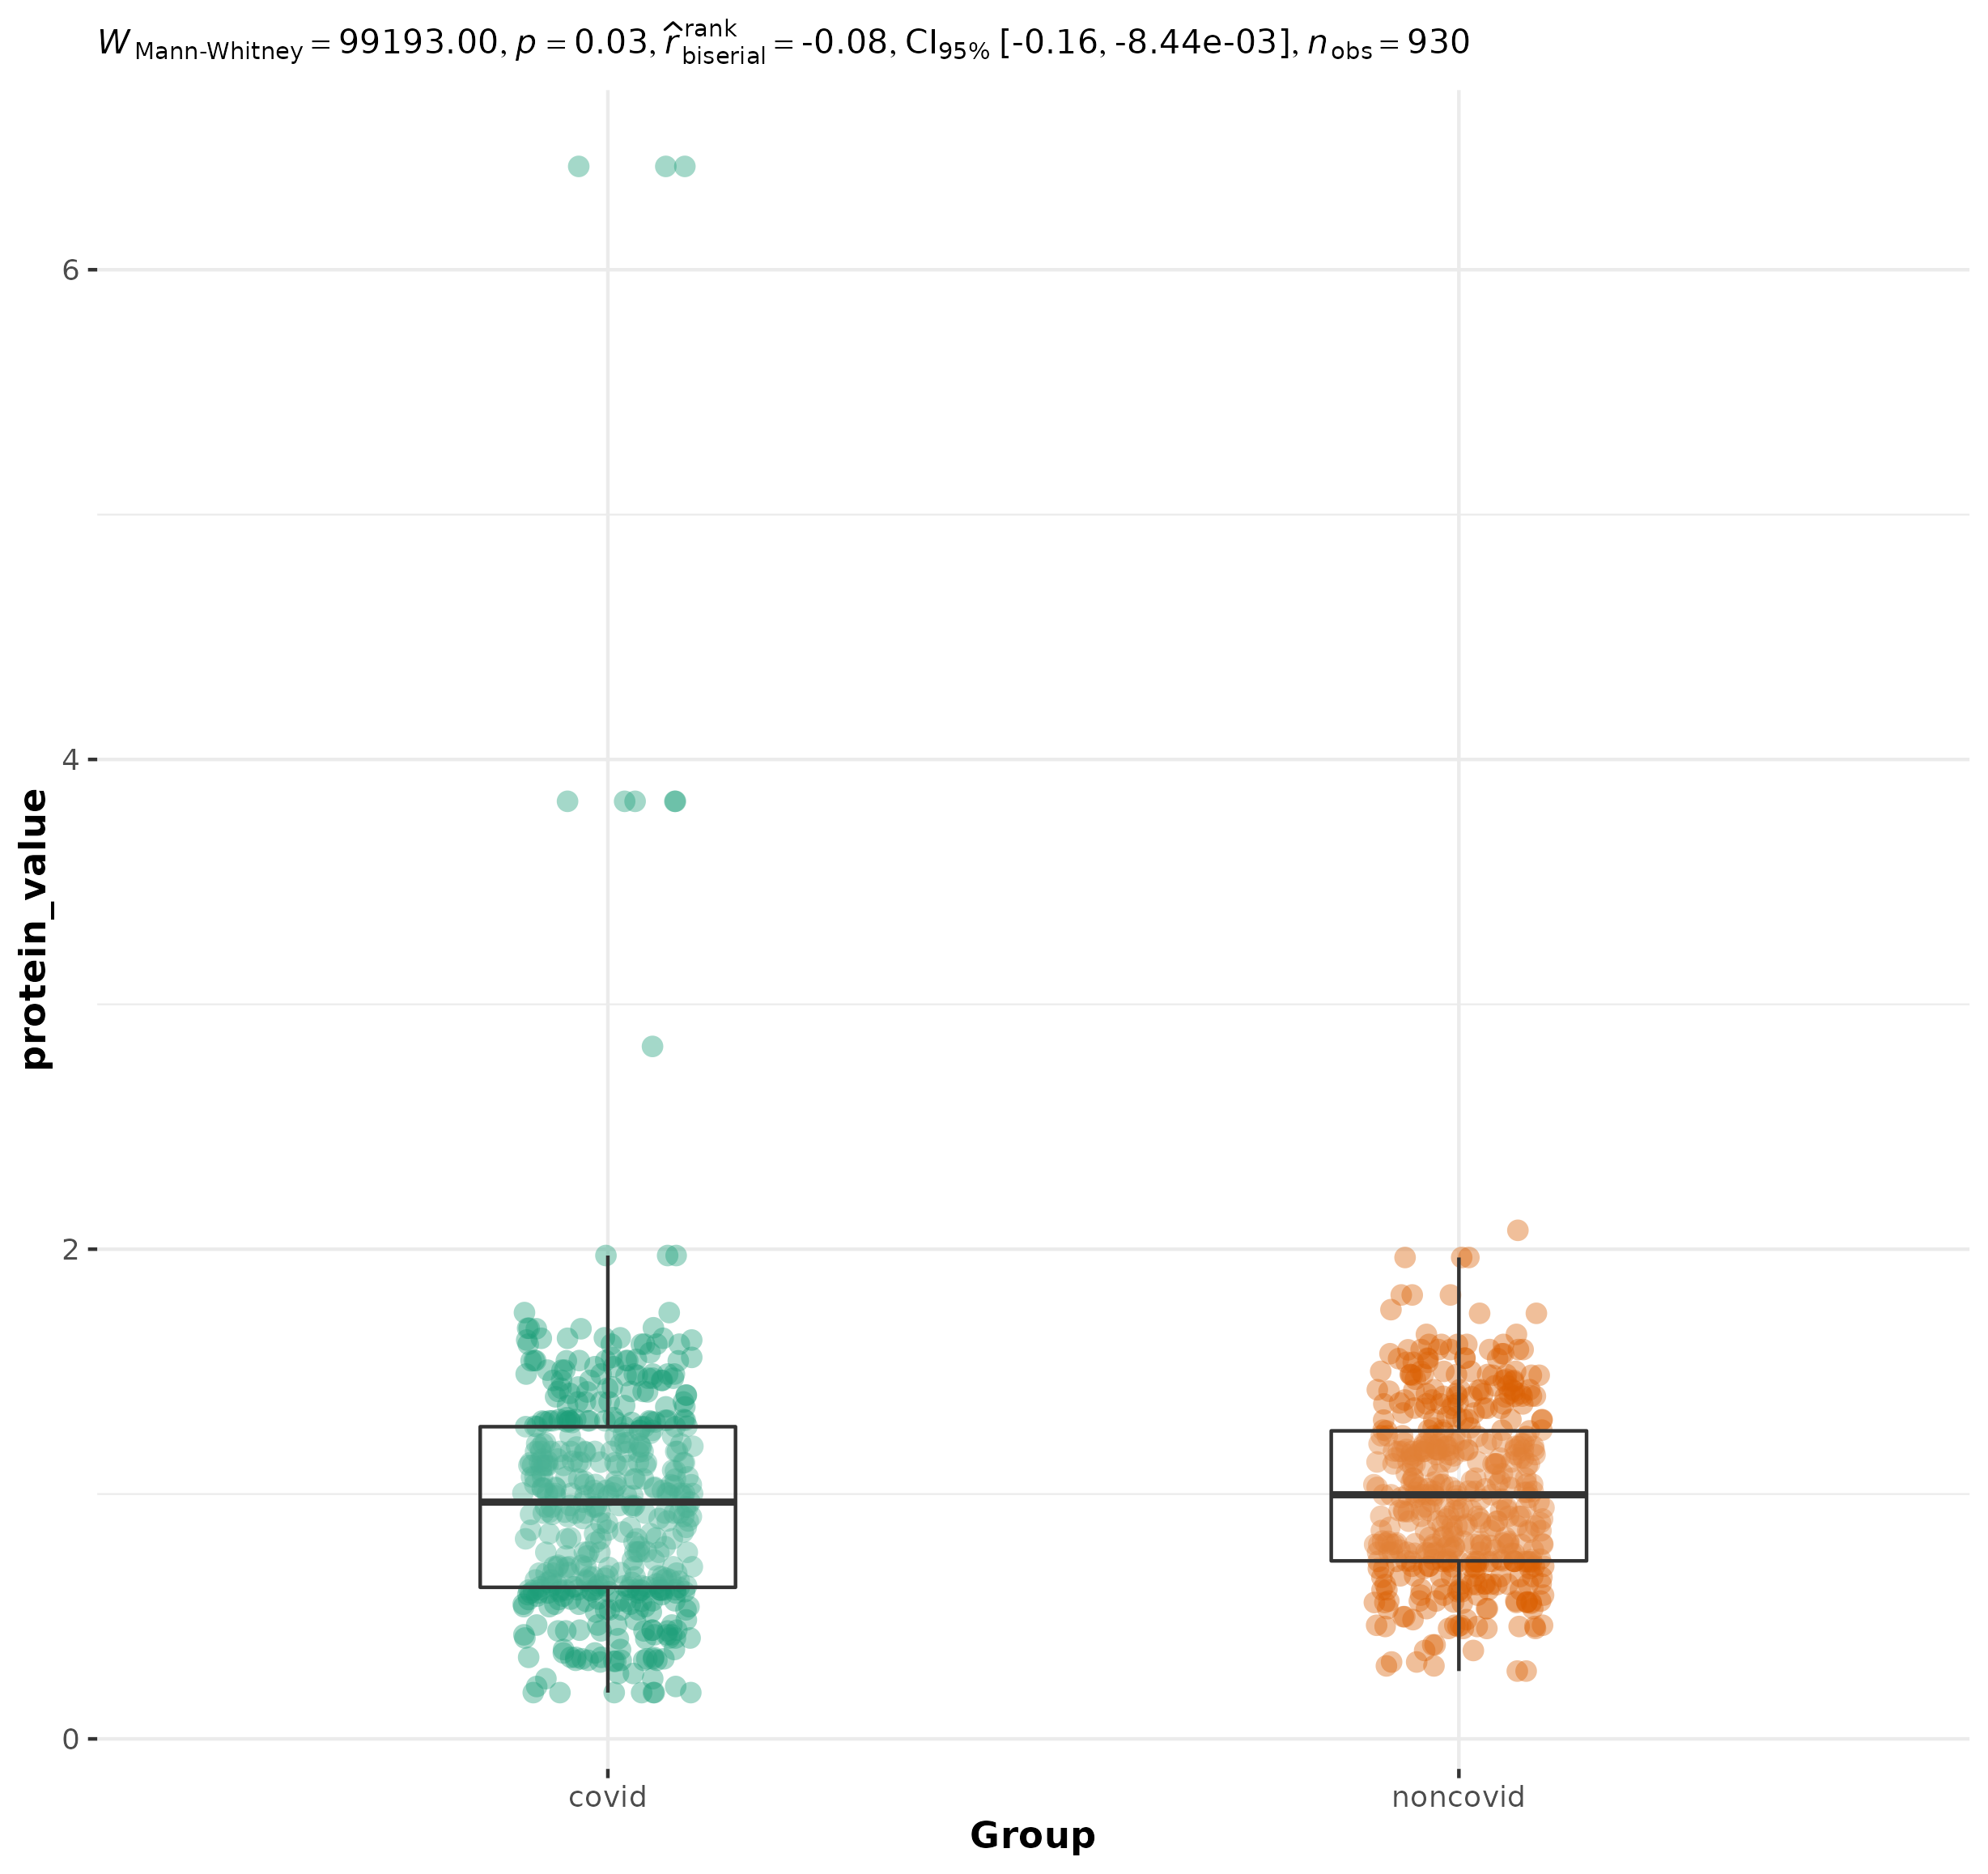 W Mann-Whitney = 99193.00, p = 0.03, r̂ rank biserial = -0.08, CI95% [-0.16, -8.44e-03], nobs = 930
6
4
2
0
protein_value
covid noncovid
Group